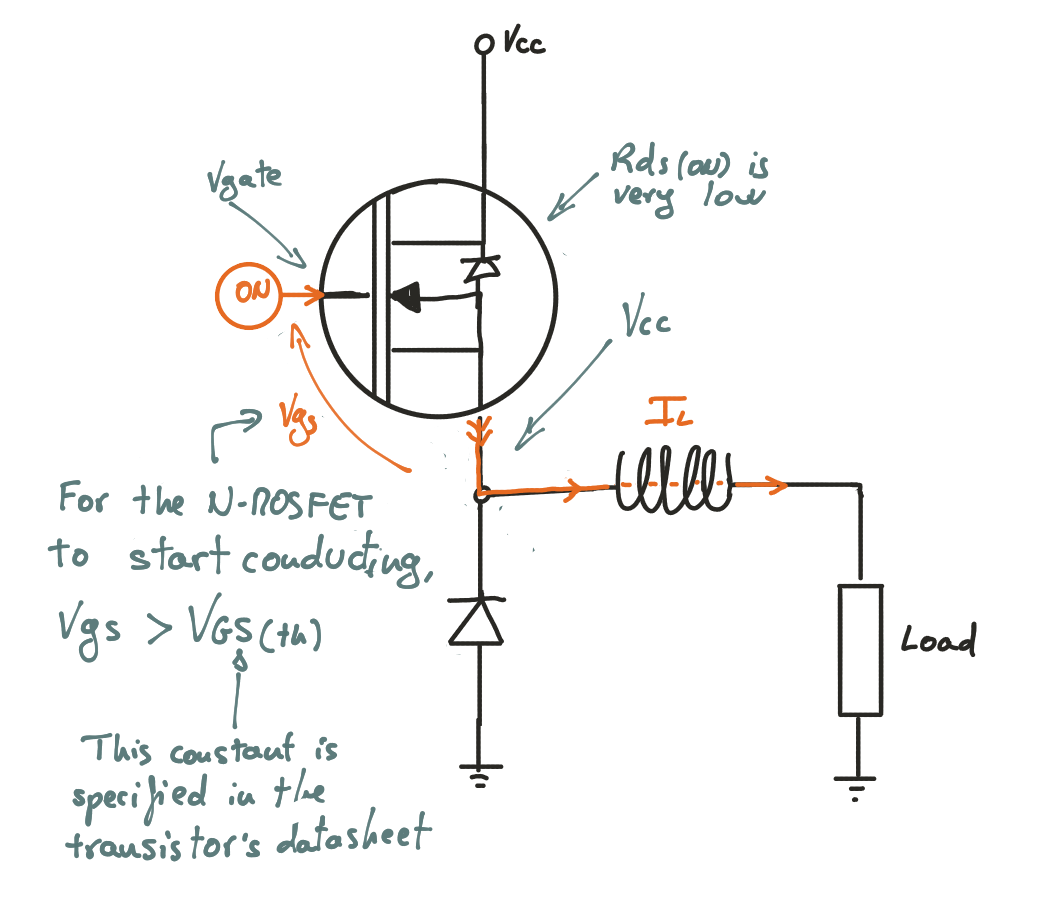 Vcc
Vgate
Rds(on) is
very low
ON
Vcc
Vgs
IL
For the N-MOSFET
to start conducting,
Vgs > VGS(th)
Load
This constant is
specified in the
transistor's datasheet